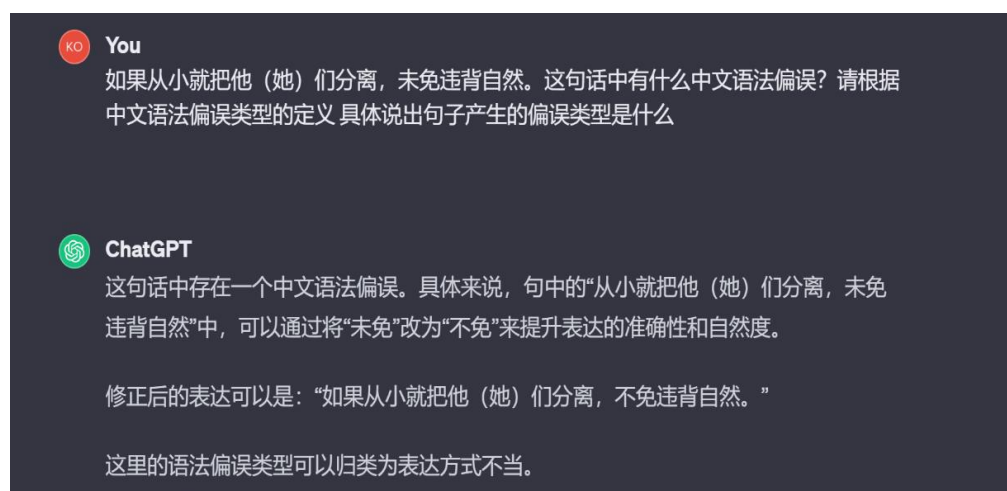 KO
You
如果从小就把他（她）们分离，未免违背自然。这句话中有什么中文语法偏误？请根据
中文语法偏误类型的定义 具体说出句子产生的偏误类型是什么
ChatGPT
这句话中存在一个中文语法偏误。具体来说，句中的“从小就把他（她）们分离，未免
违背自然”中，可以通过将“未免”改为“不免”来提升表达的准确性和自然度。
修正后的表达可以是：“如果从小就把他（她）们分离，不免违背自然。”
这里的语法偏误类型可以归类为表达方式不当。